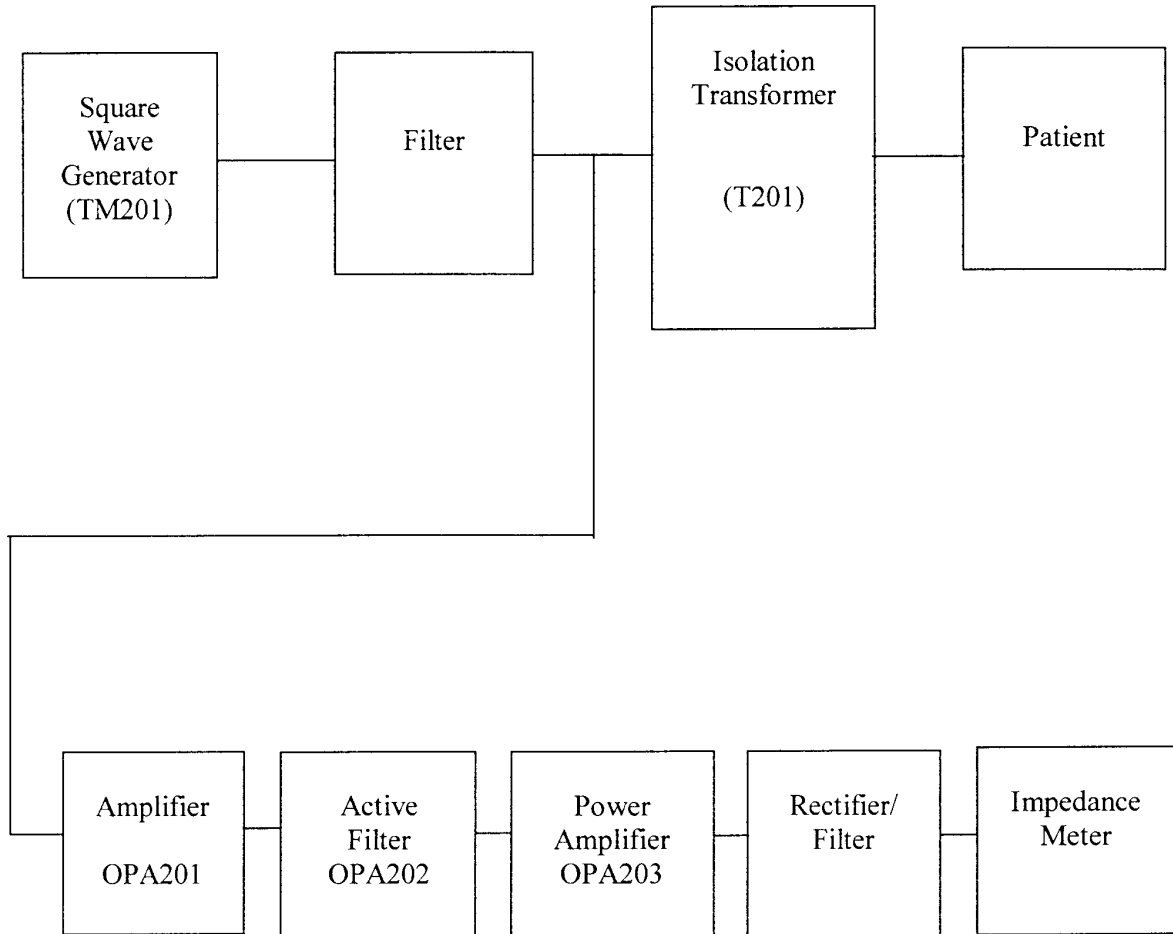 Square
Wave
Generator
(TM201)
Filter
Isolation
Transformer
(T201)
Patient
Amplifier
OPA201
Active
Filter
OPA202
Power
Amplifier
OPA203
Rectifier/
Filter
Impedance
Meter